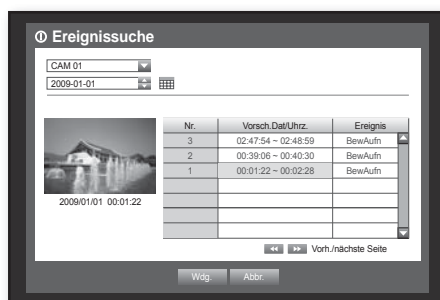 Ereignissuche
CAM 01
2009-01-01
Nr. Vorsch.Dat/Uhrz. Ereignis
3 02:47:54 ~ 02:48:59 BewAufn
2 00:39:06 ~ 00:40:30 BewAufn
1 00:01:22 ~ 00:02:28 BewAufn
2009/01/01 00:01:22
Vorh./nächste Seite
Wdg. Abbr.